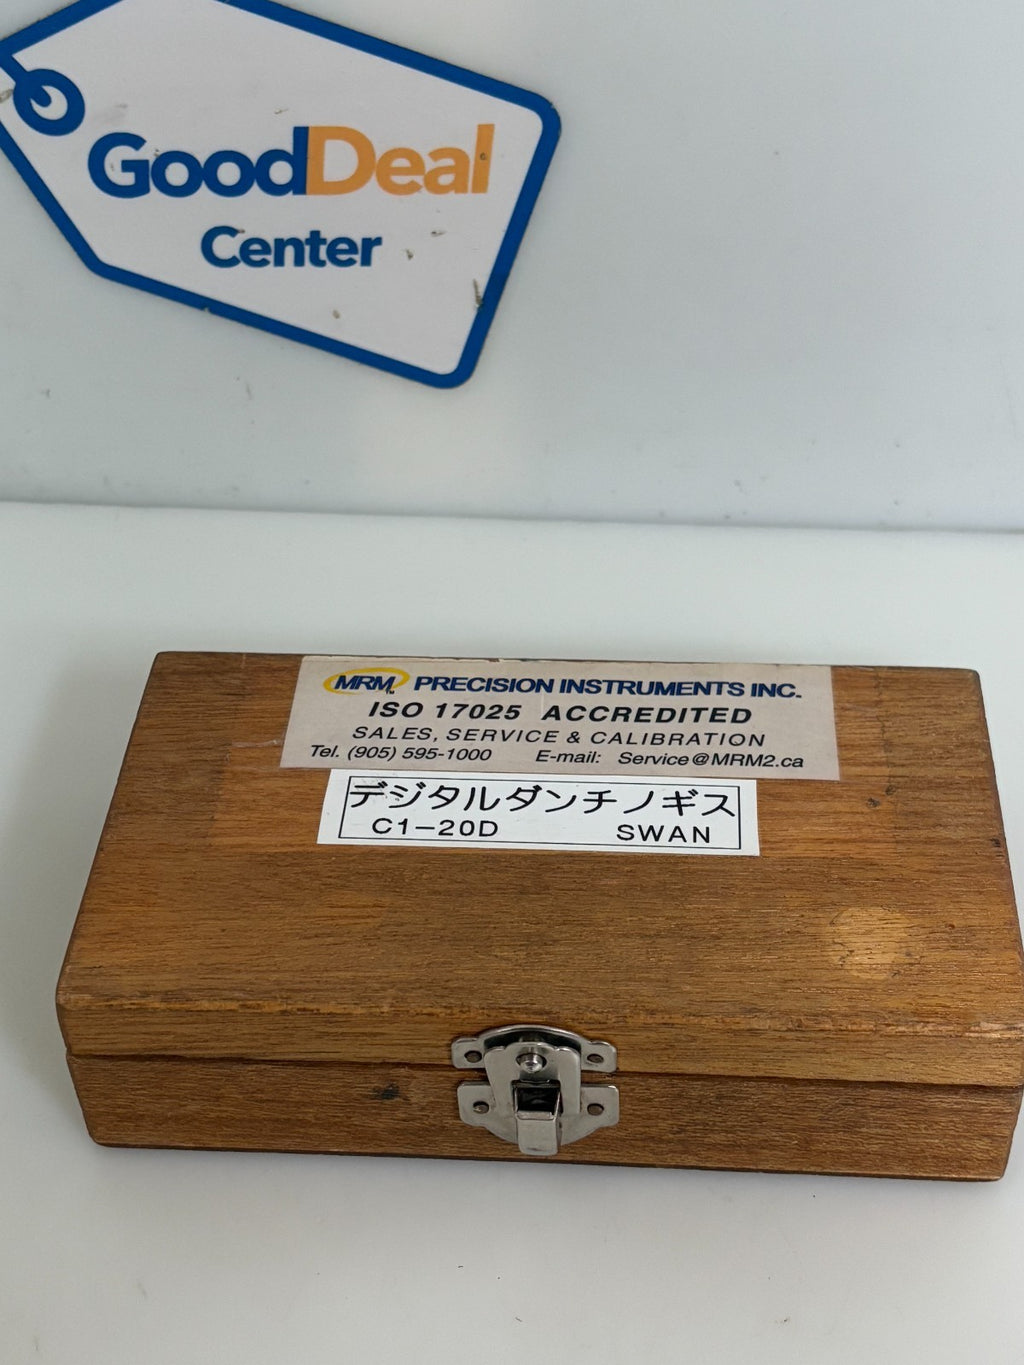 GoodDeal
Center
MRM PRECISION INSTRUMENTS INC.
ISO 17025 ACCREDITED
SALES, SERVICE & CALIBRATION
Tel. (905) 595-1000 E-mail: Service@MRM2.ca
デジタルダンチノギス
C1-20D SWAN